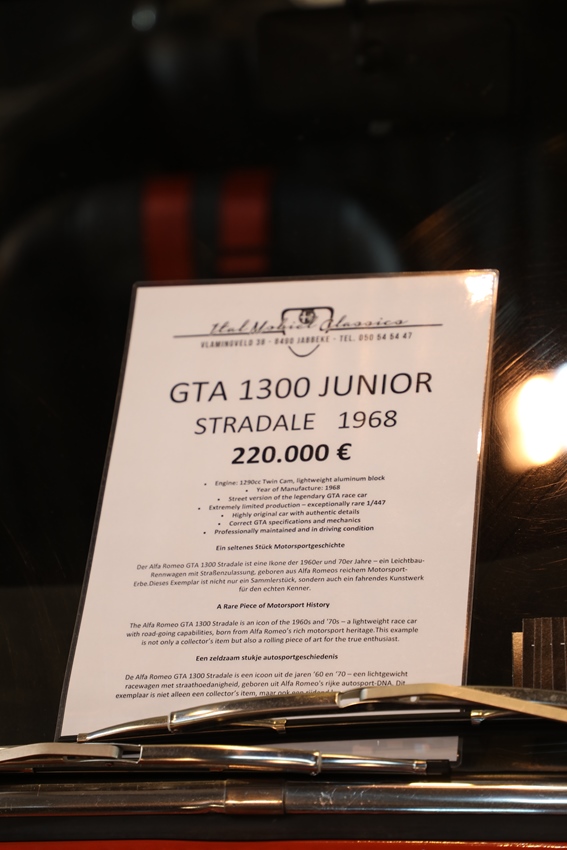 Ital Mobiel Classics
VLAMINGVELD 38 - 8490 JABBEKE - TEL. 050 54 54 47
GTA 1300 JUNIOR
STRADALE 1968
220.000 €
• Engine: 1290cc Twin Cam, lightweight aluminum block
• Year of Manufacture: 1968
• Street version of the legendary GTA race car
• Extremely limited production – exceptionally rare 1/447
• Highly original car with authentic details
• Correct GTA specifications and mechanics
• Professionally maintained and in driving condition
Ein seltenes Stück Motorsportgeschichte
Der Alfa Romeo GTA 1300 Stradale ist eine Ikone der 1960er und 70er Jahre – ein Leichtbau-
Rennwagen mit Straßenzulassung, geboren aus Alfa Romeos reichem Motorsport-
Erbe.Dieses Exemplar ist nicht nur ein Sammlerstück, sondern auch ein fahrendes Kunstwerk
für den echten Kenner.
A Rare Piece of Motorsport History
The Alfa Romeo GTA 1300 Stradale is an icon of the 1960s and '70s – a lightweight race car
with road-going capabilities, born from Alfa Romeo's rich motorsport heritage.This example
is not only a collector's item but also a rolling piece of art for the true enthusiast.
Een zeldzaam stukje autosportgeschiedenis
De Alfa Romeo GTA 1300 Stradale is een icoon uit de jaren '60 en '70 – een lichtgewicht
racewagen met straathoedanigheid, geboren uit Alfa Romeo's rijke autosport-DNA. Dit
exemplaar is niet alleen een collector's item, maar ook een